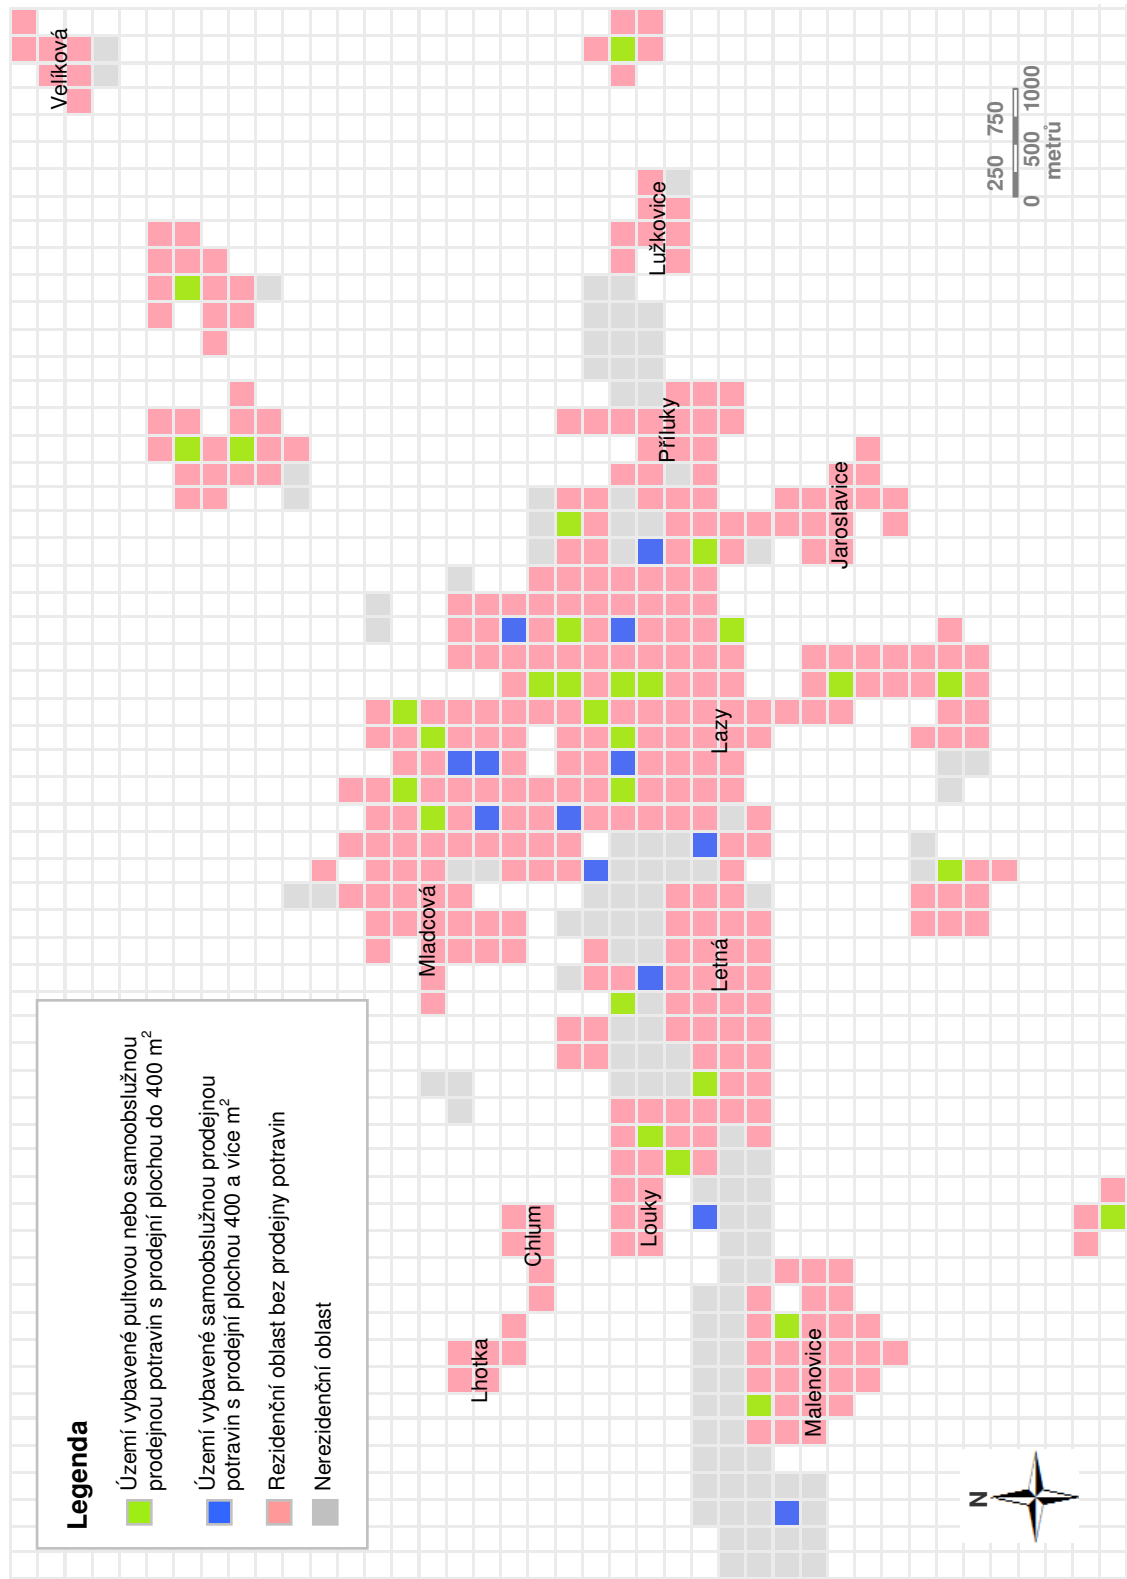 Legenda
Území vybavené pultovou nebo samoobslužnou
prodejnou potravin s prodejní plochou do 400 m²
Území vybavené samoobslužnou prodejnou
potravin s prodejní plochou 400 a více m²
Rezidenční oblast bez prodejny potravin
Nerezidenční oblast
Velíková
Mladcová
Lhotka
Chlum
Louky
Lužkovice
Příluky
Lazy
Letná
Malenovice
Jaroslavice
N
250 750
0 500 1000
metrů